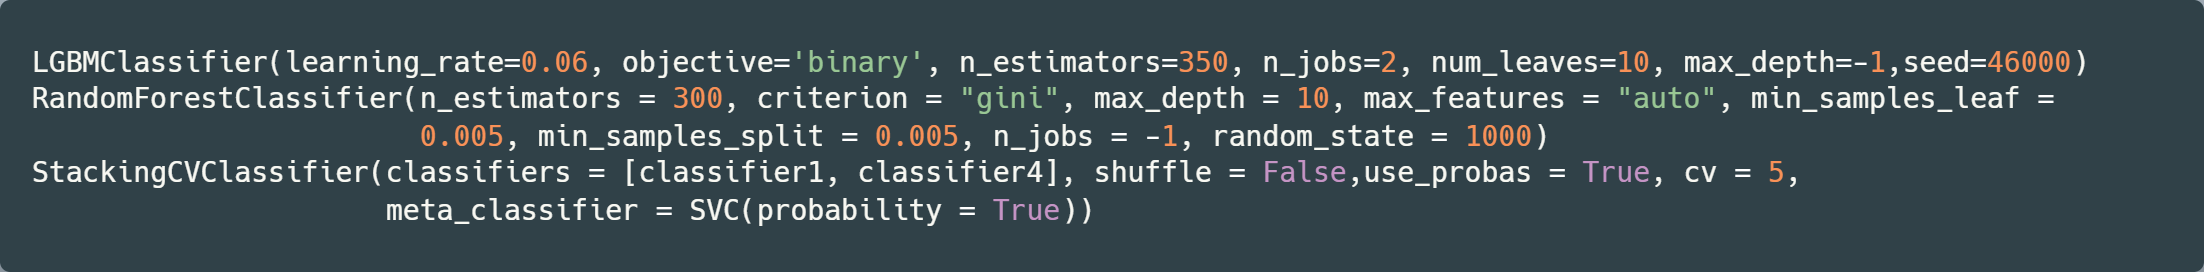 LGBMClassifier(learning_rate=0.06, objective='binary', n_estimators=350, n_jobs=2, num_leaves=10, max_depth=-1,seed=46000)
RandomForestClassifier(n_estimators = 300, criterion = "gini", max_depth = 10, max_features = "auto", min_samples_leaf =
0.005, min_samples_split = 0.005, n_jobs = -1, random_state = 1000)
StackingCVClassifier(classifiers = [classifier1, classifier4], shuffle = False,use_probas = True, cv = 5,
meta_classifier = SVC(probability = True))